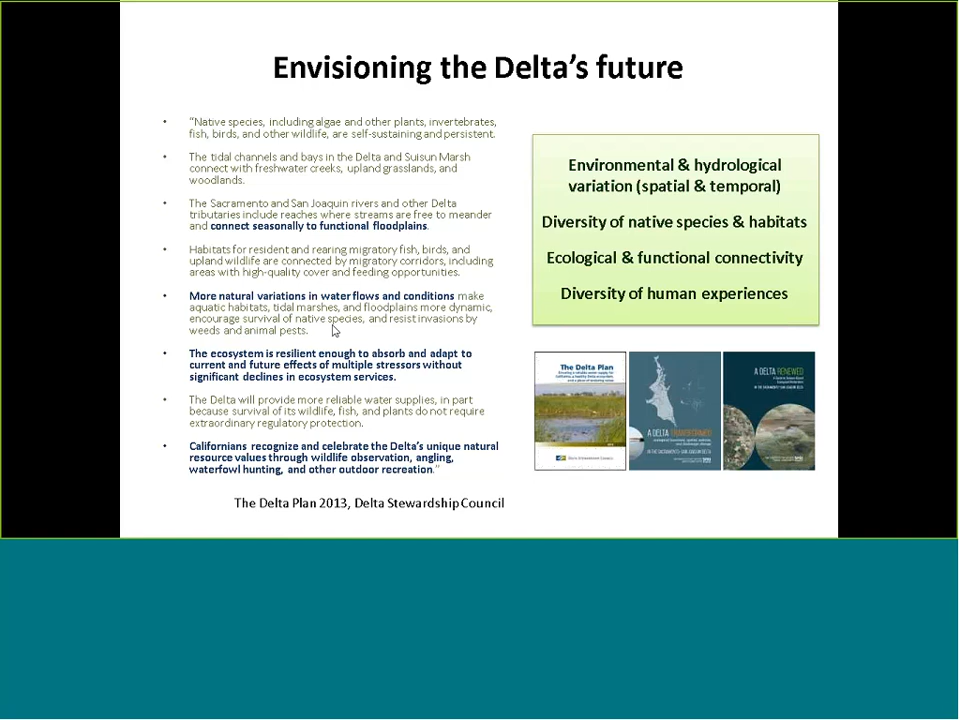 Envisioning the Delta's future
• "Native species, including algae and other plants, invertebrates,
fish, birds, and other wildlife, are self-sustaining and persistent.
• The tidal channels and bays in the Delta and Suisun Marsh
connect with freshwater creeks, upland grasslands, and
woodlands.
• The Sacramento and San Joaquin rivers and other Delta
tributaries include reaches where streams are free to meander
and connect seasonally to functional floodplains.
• Habitats for resident and rearing migratory fish, birds, and
upland wildlife are connected by migratory corridors, including
areas with high-quality cover and feeding opportunities.
• More natural variations in water flows and conditions make
aquatic habitats, tidal marshes, and floodplains more dynamic,
encourage survival of native species, and resist invasions by
weeds and animal pests.
• The ecosystem is resilient enough to absorb and adapt to
current and future effects of multiple stressors without
significant declines in ecosystem services.
• The Delta will provide more reliable water supplies, in part
because survival of its wildlife, fish, and plants do not require
extraordinary regulatory protection.
• Californians recognize and celebrate the Delta's unique natural
resource values through wildlife observation, angling,
waterfowl hunting, and other outdoor recreation."
The Delta Plan 2013, Delta Stewardship Council
Environmental & hydrological
variation (spatial & temporal)
Diversity of native species & habitats
Ecological & functional connectivity
Diversity of human experiences
The Delta Plan
A DELTA TRANSFORMED
A DELTA RENEWED